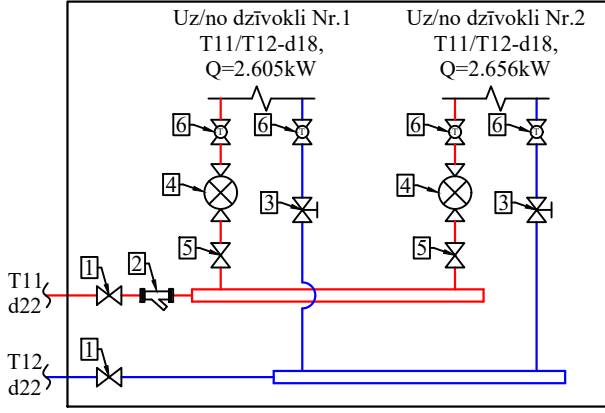 Uz/no dzīvokli Nr.1
T11/T12-d18,
Q=2.605kW
Uz/no dzīvokli Nr.2
T11/T12-d18,
Q=2.656kW
6
6
6
6
T
T
T
T
4
3
4
3
5
5
T11
d22
1
2
T12
d22
1